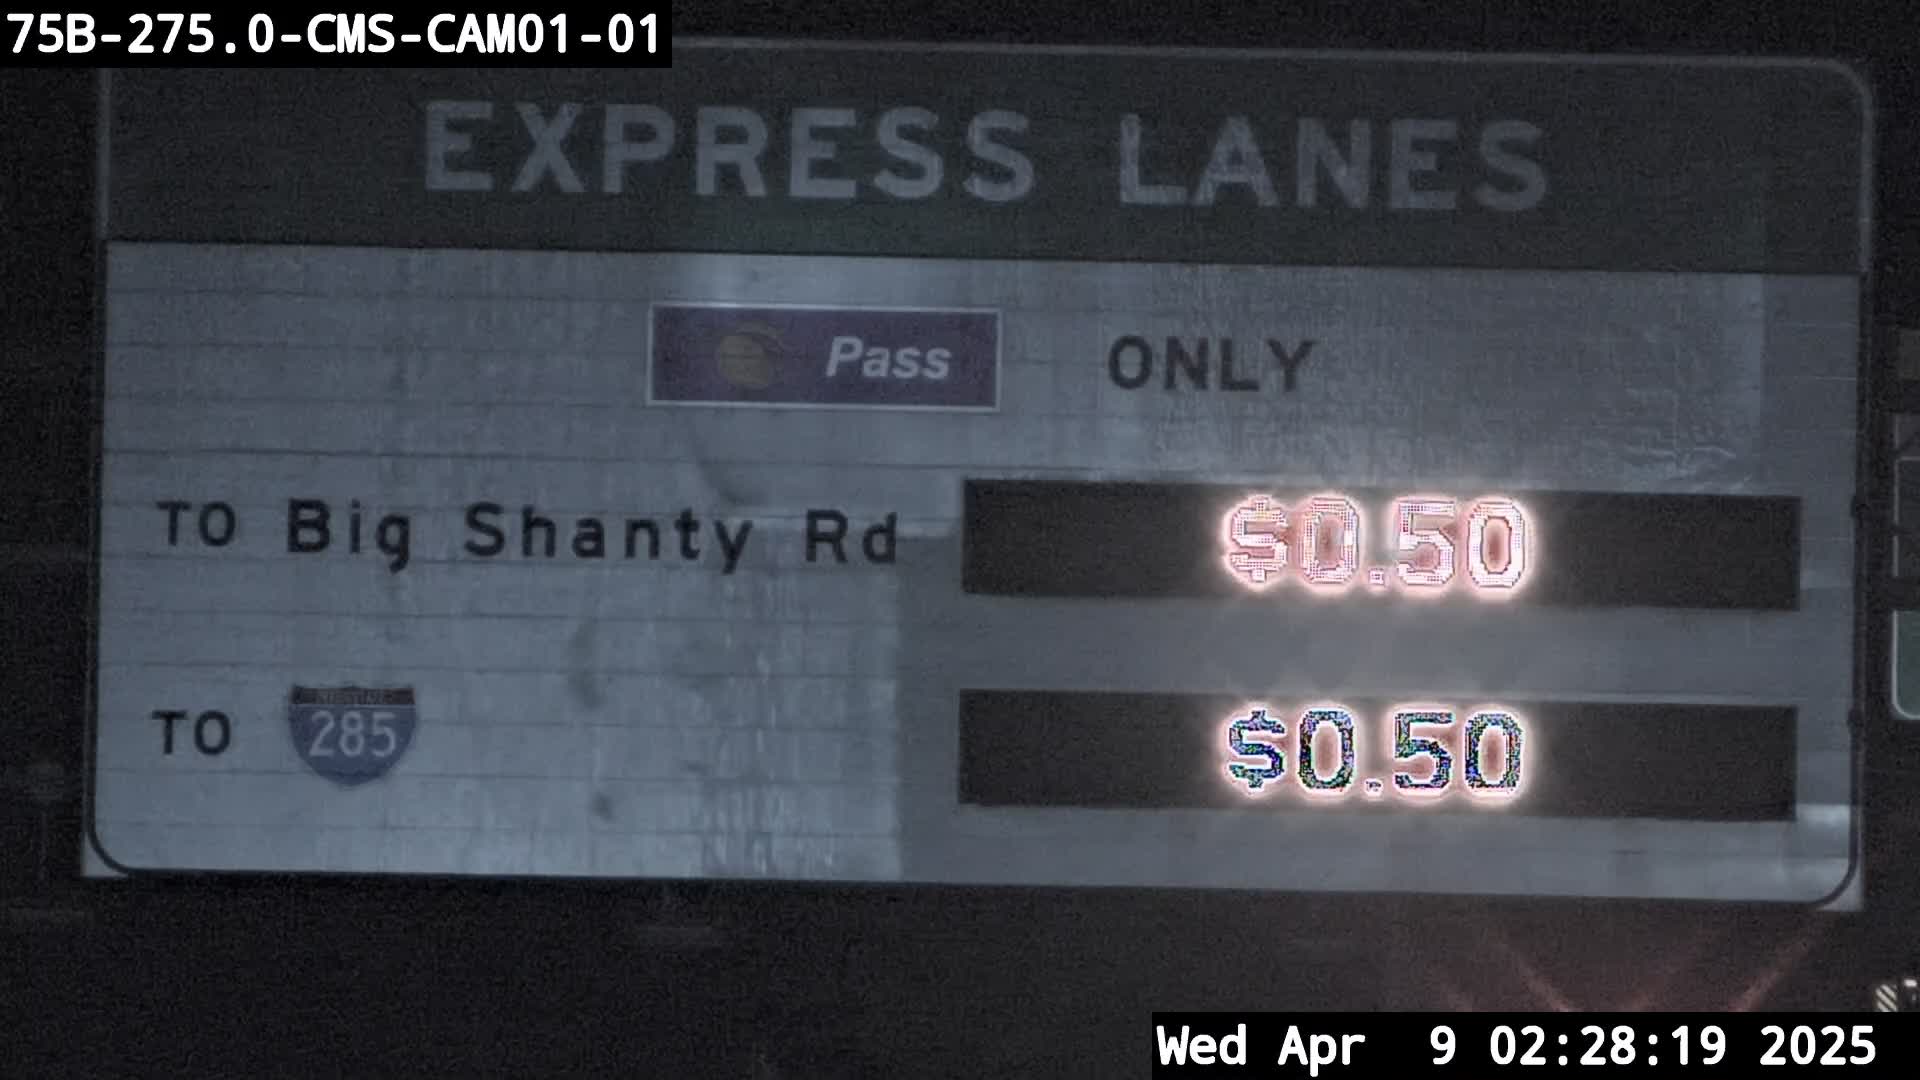 75B-275.0-CMS-CAM01-01
EXPRESS LANES
Pass ONLY
TO Big Shanty Rd $0.50
TO 285 $0.50
Wed Apr 9 02:28:19 2025